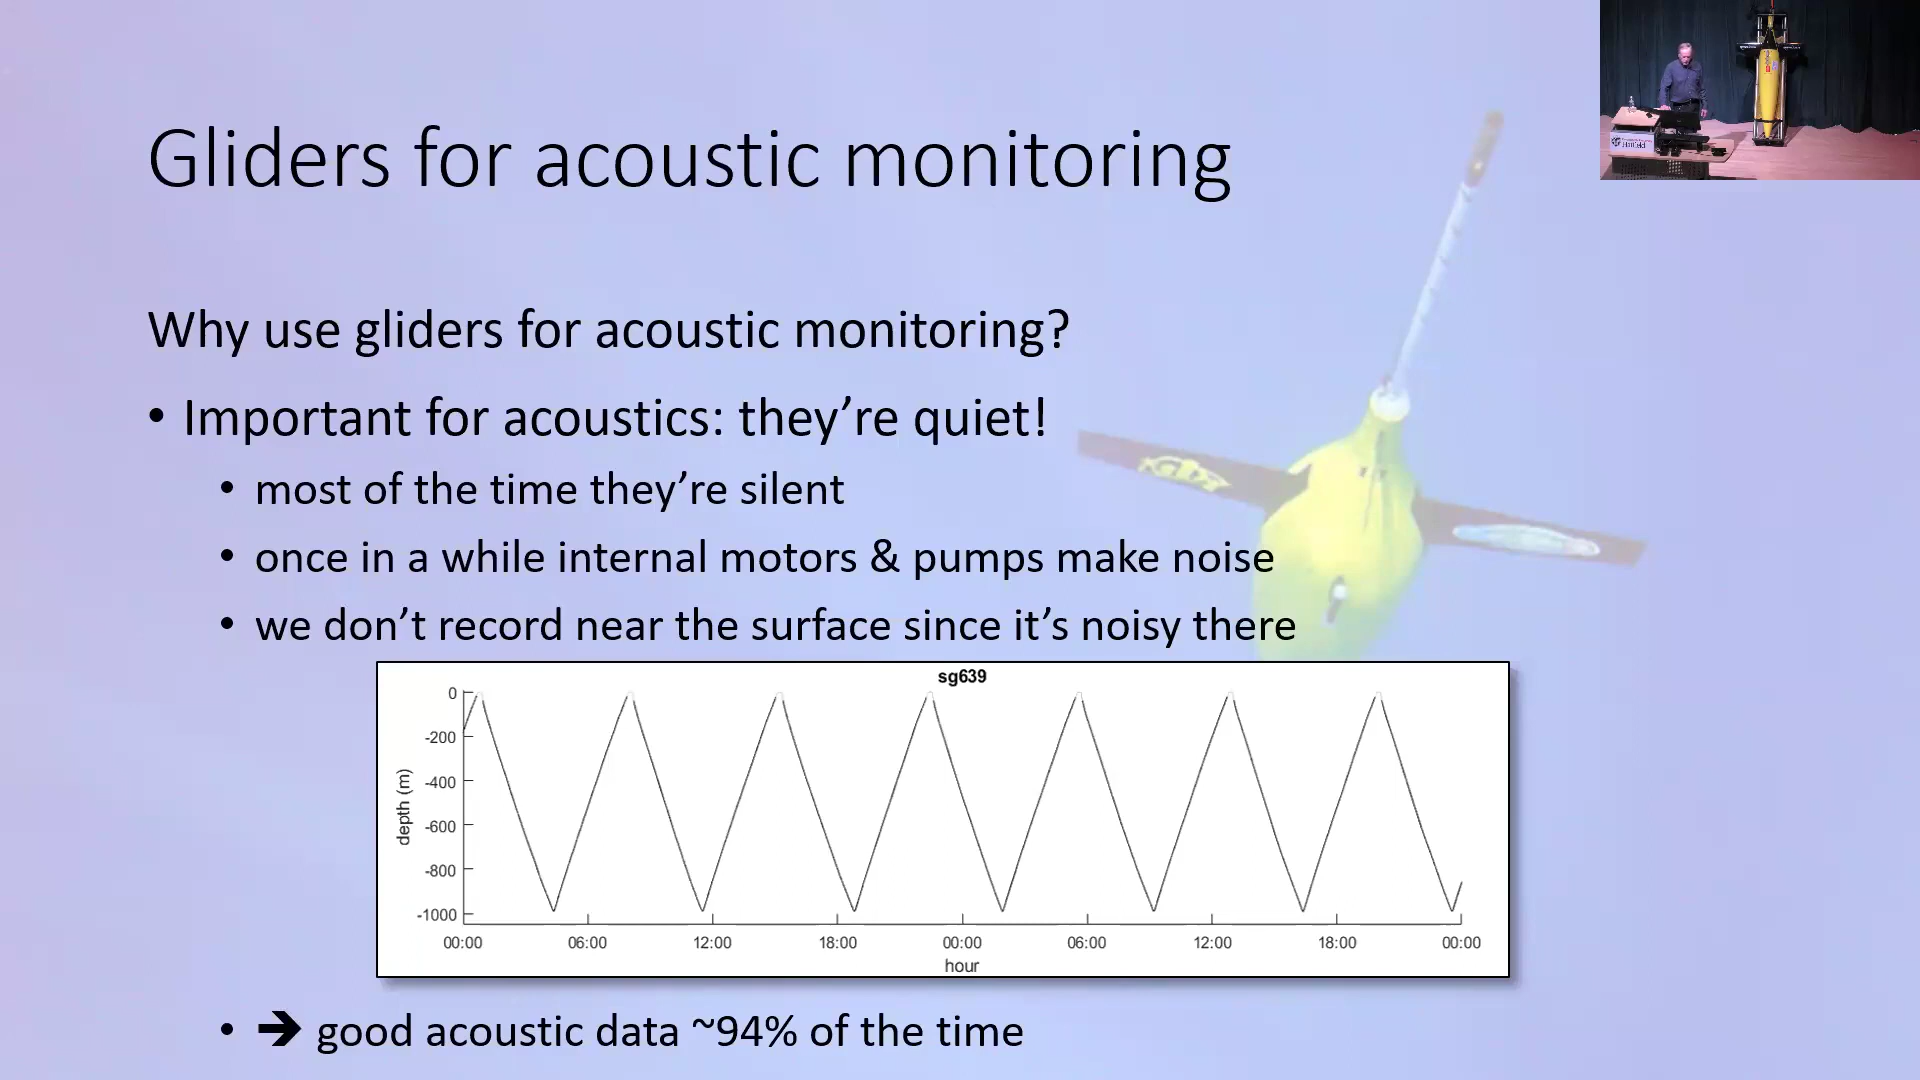 Gliders for acoustic monitoring
Why use gliders for acoustic monitoring?
• Important for acoustics: they’re quiet!
• most of the time they’re silent
• once in a while internal motors & pumps make noise
• we don’t record near the surface since it’s noisy there
sg639
0
-200
-400
-600
-800
-1000
depth (m)
00:00 06:00 12:00 18:00 00:00 06:00 12:00 18:00 00:00
hour
• ➔ good acoustic data ~94% of the time